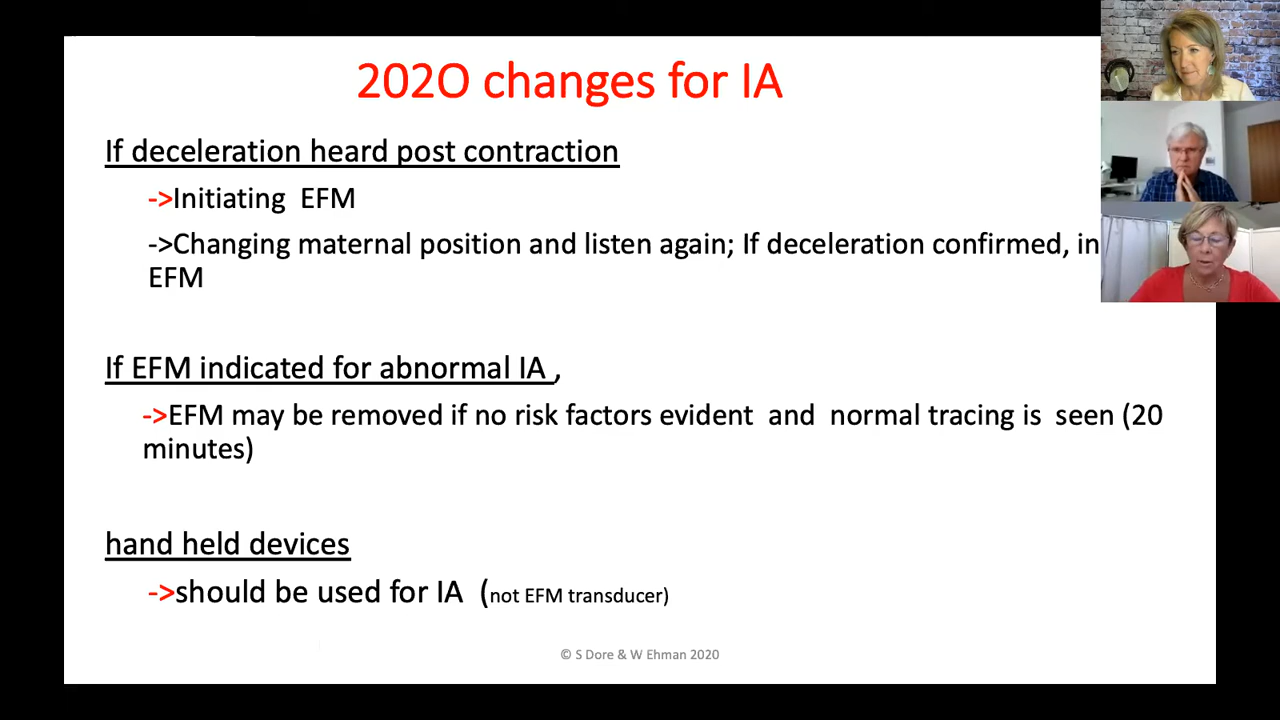 202O changes for IA
If deceleration heard post contraction
->Initiating EFM
->Changing maternal position and listen again; If deceleration confirmed, in
EFM
If EFM indicated for abnormal IA ,
->EFM may be removed if no risk factors evident and normal tracing is seen (20
minutes)
hand held devices
->should be used for IA (not EFM transducer)
© S Dore & W Ehman 2020